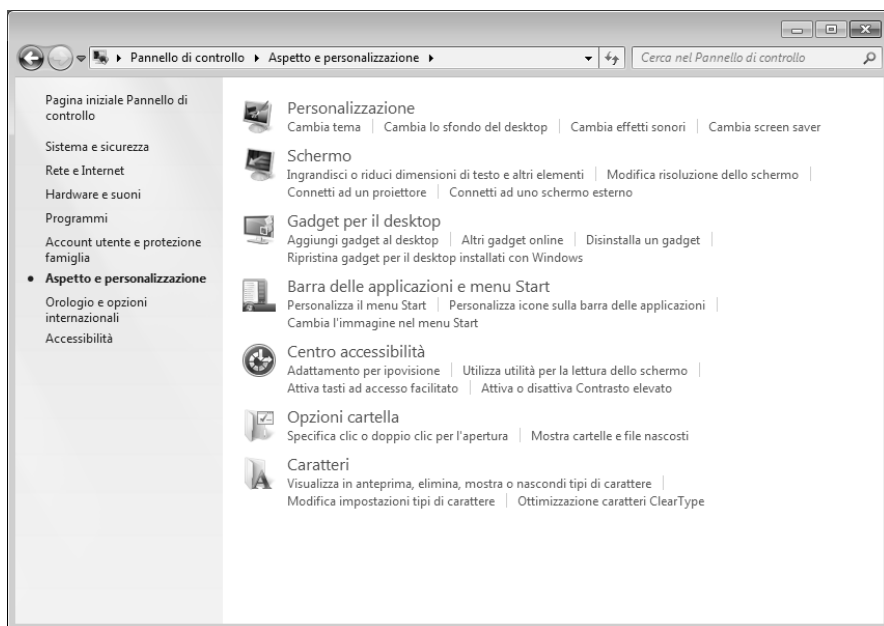 Pannello di controllo Aspetto e personalizzazione
Cerca nel Pannello di controllo
Pagina iniziale Pannello di
controllo
Sistema e sicurezza
Rete e Internet
Hardware e suoni
Programmi
Account utente e protezione
famiglia
Aspetto e personalizzazione
Orologio e opzioni
internazionali
Accessibilità
Personalizzazione
Cambia tema Cambia lo sfondo del desktop Cambia effetti sonori Cambia screen saver
Schermo
Ingrandisci o riduci dimensioni di testo e altri elementi Modifica risoluzione dello schermo
Connetti ad un proiettore Connetti ad uno schermo esterno
Gadget per il desktop
Aggiungi gadget al desktop Altri gadget online Disinstalla un gadget
Ripristina gadget per il desktop installati con Windows
Barra delle applicazioni e menu Start
Personalizza il menu Start Personalizza icone sulla barra delle applicazioni
Cambia l'immagine nel menu Start
Centro accessibilità
Adattamento per ipovisione Utilizza utilità per la lettura dello schermo
Attiva tasti ad accesso facilitato Attiva o disattiva Contrasto elevato
Opzioni cartella
Specifica clic o doppio clic per l'apertura Mostra cartelle e file nascosti
Caratteri
Visualizza in anteprima, elimina, mostra o nascondi tipi di carattere
Modifica impostazioni tipi di carattere Ottimizzazione caratteri ClearType